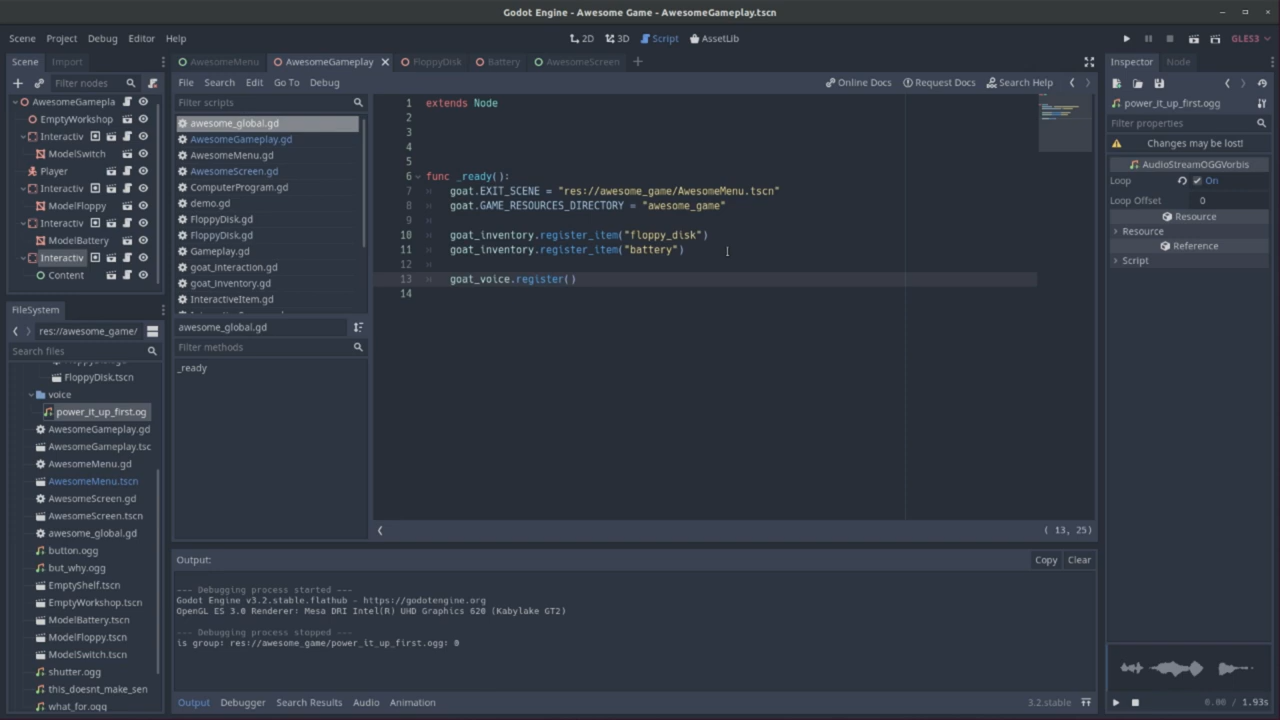 Godot Engine - Awesome Game - AwesomeGameplay.tscn
Scene Project Debug Editor Help
2D 3D Script AssetLib
GLES3
Scene Import
Filter nodes
AwesomeGamepla
EmptyWorkshop
Interactiv
ModelSwitch
Player
Interactiv
ModelFloppy
Interactiv
ModelBattery
Interactiv
Content
FileSystem
res://awesome_game/
Search files
FloppyDisk.tscn
voice
power_it_up_first.og
AwesomeGameplay.gd
AwesomeGameplay.tsc
AwesomeMenu.gd
AwesomeMenu.tscn
AwesomeScreen.gd
AwesomeScreen.tscn
awesome_global.gd
button.ogg
but_why.ogg
EmptyShelf.tscn
EmptyWorkshop.tscn
ModelBattery.tscn
ModelFloppy.tscn
ModelSwitch.tscn
shutter.ogg
this_doesnt_make_sen
what_for.ogg
AwesomeMenu AwesomeGameplay FloppyDisk Battery AwesomeScreen
File Search Edit Go To Debug
Online Docs Request Docs Search Help
Filter scripts
awesome_global.gd
AwesomeGameplay.gd
AwesomeMenu.gd
AwesomeScreen.gd
ComputerProgram.gd
demo.gd
FloppyDisk.gd
FloppyDisk.gd
Gameplay.gd
goat_interaction.gd
goat_inventory.gd
InteractiveItem.gd
awesome_global.gd
Filter methods
_ready
1 extends Node
2
3
4
5
6 func _ready():
7 goat.EXIT_SCENE = "res://awesome_game/AwesomeMenu.tscn"
8 goat.GAME_RESOURCES_DIRECTORY = "awesome_game"
9
10 goat_inventory.register_item("floppy_disk")
11 goat_inventory.register_item("battery")
12
13 goat_voice.register()
14
( 13, 25)
Output:
Copy Clear
--- Debugging process started ---
Godot Engine v3.2.stable.flathub - https://godotengine.org
OpenGL ES 3.0 Renderer: Mesa DRI Intel(R) UHD Graphics 620 (Kabylake GT2)
--- Debugging process stopped ---
is group: res://awesome_game/power_it_up_first.ogg: 0
Output Debugger Search Results Audio Animation
3.2.stable
Inspector Node
power_it_up_first.ogg
Filter properties
Changes may be lost!
AudioStreamOGGVorbis
Loop On
Loop Offset 0
Resource
Resource
Reference
Script
0.00 / 1.93s